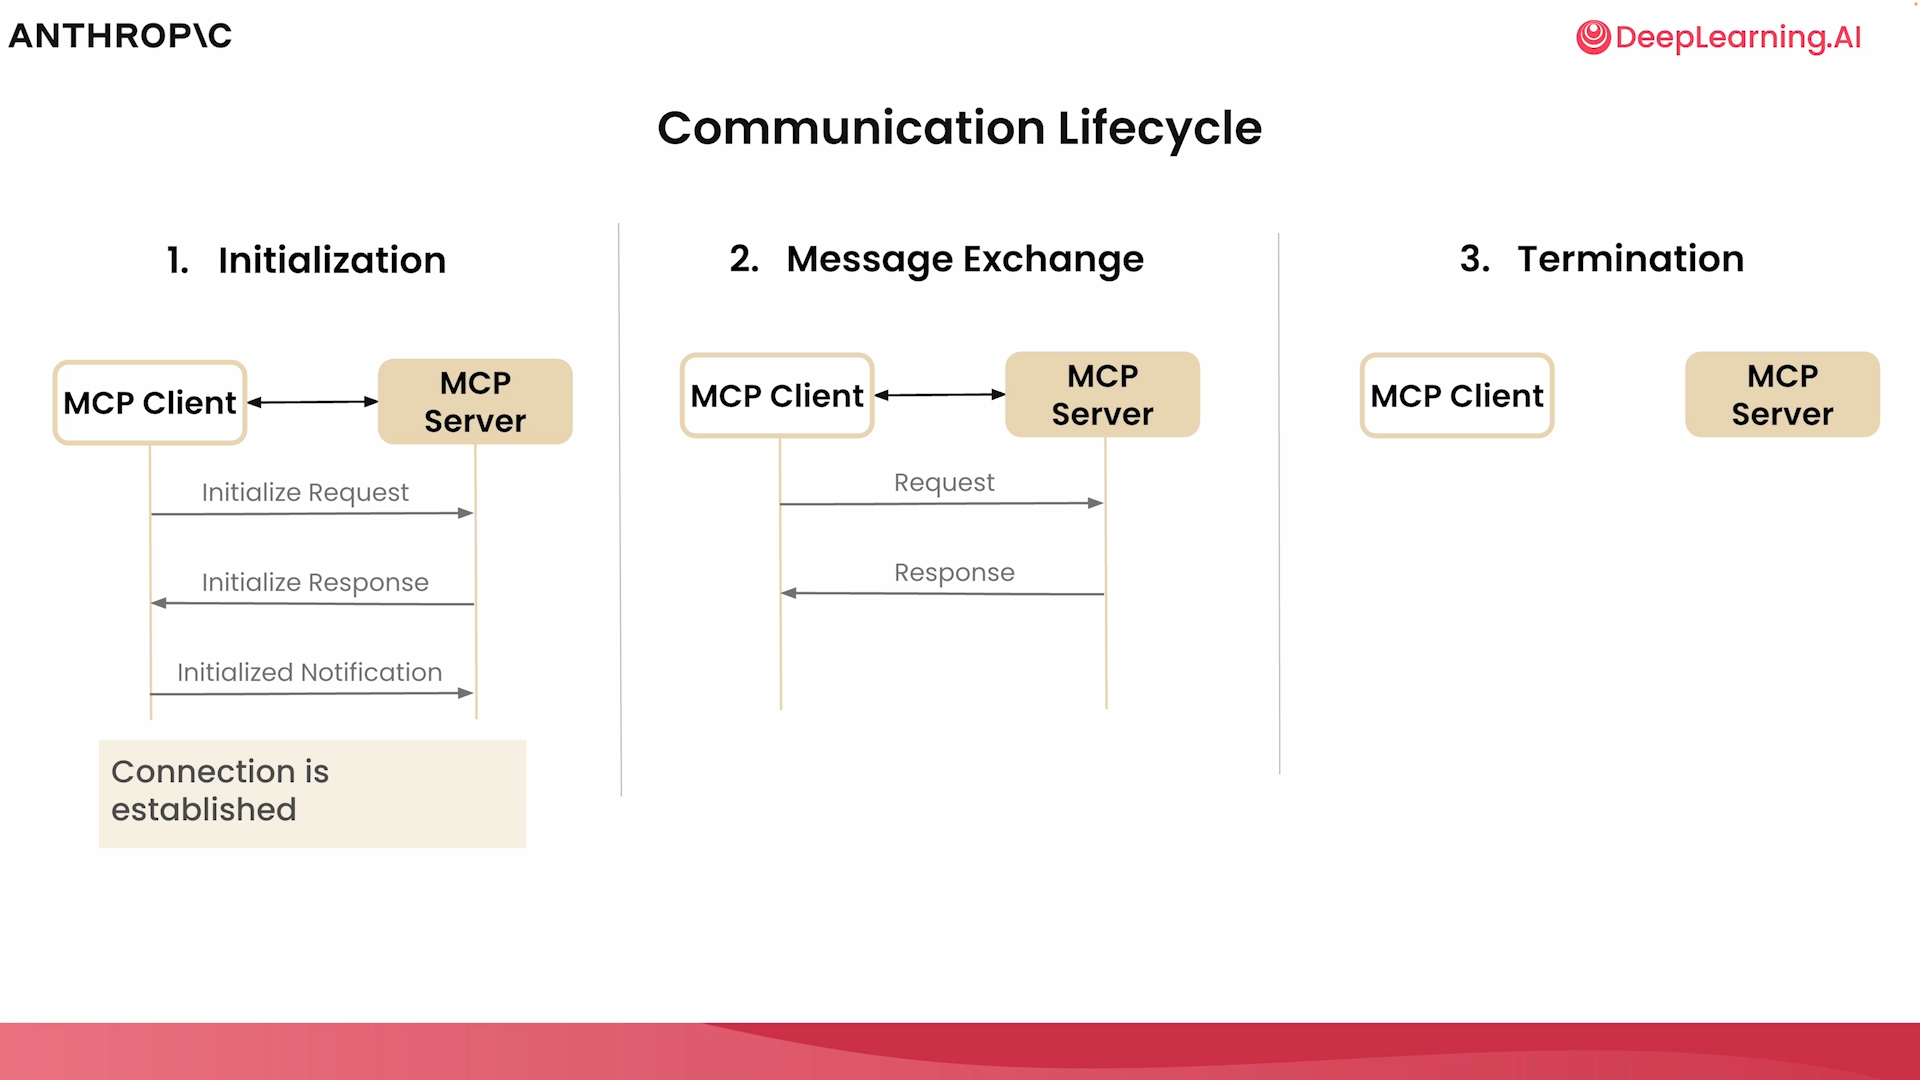 ANTHROP\C
DeepLearning.AI
Communication Lifecycle
1. Initialization
MCP Client
MCP
Server
Initialize Request
Initialize Response
Initialized Notification
Connection is
established
2. Message Exchange
MCP Client
MCP
Server
Request
Response
3. Termination
MCP Client
MCP
Server